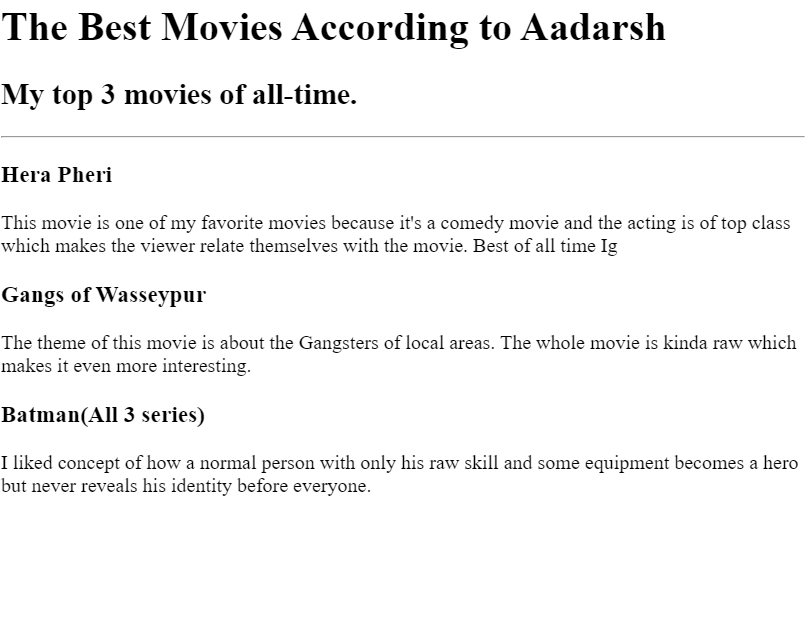 The Best Movies According to Aadarsh
My top 3 movies of all-time.
Hera Pheri
This movie is one of my favorite movies because it's a comedy movie and the acting is of top class
which makes the viewer relate themselves with the movie. Best of all time Ig
Gangs of Wasseypur
The theme of this movie is about the Gangsters of local areas. The whole movie is kinda raw which
makes it even more interesting.
Batman(All 3 series)
I liked concept of how a normal person with only his raw skill and some equipment becomes a hero
but never reveals his identity before everyone.